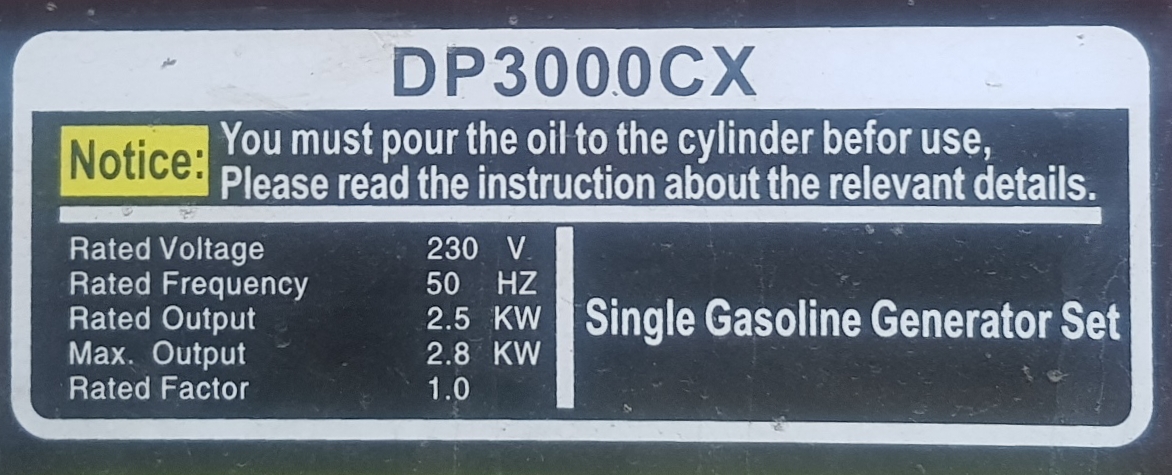 DP3000CX
Notice: You must pour the oil to the cylinder befor use,
Please read the instruction about the relevant details.
Rated Voltage 230 V
Rated Frequency 50 HZ
Rated Output 2.5 KW
Max. Output 2.8 KW
Rated Factor 1.0
Single Gasoline Generator Set